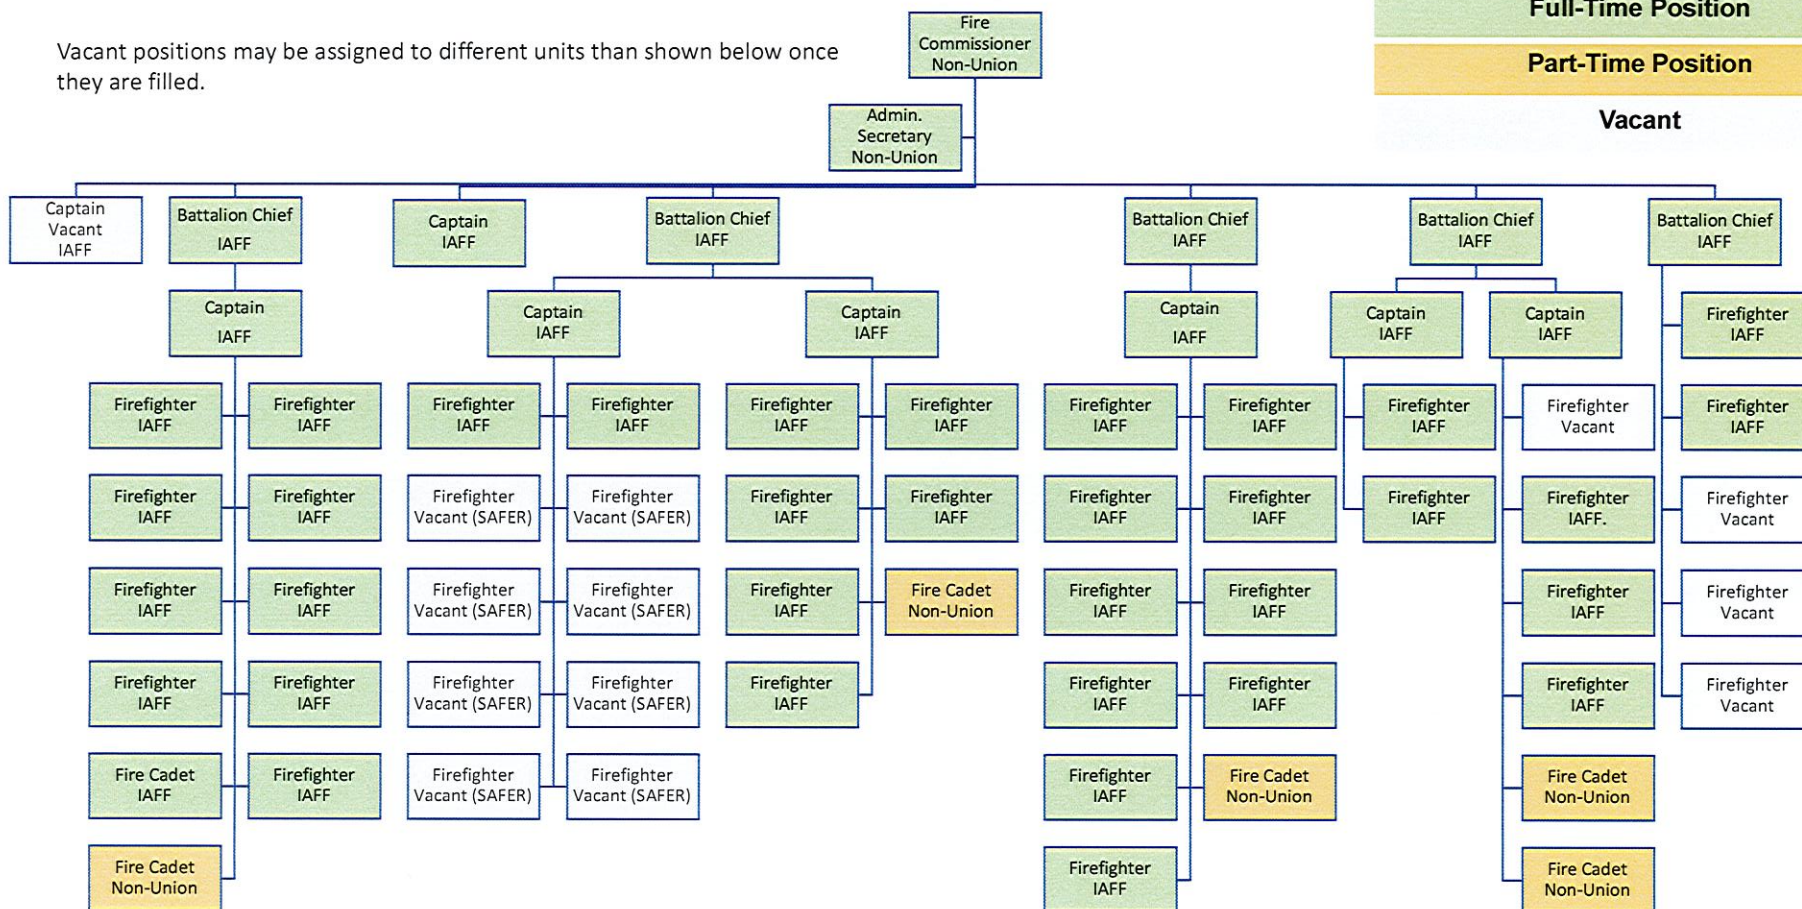 Full-Time Position
Part-Time Position
Vacant
Vacant positions may be assigned to different units than shown below once
they are filled.
Fire
Commissioner
Non-Union
Admin.
Secretary
Non-Union
Captain
Vacant
IAFF
Battalion Chief
IAFF
Captain
IAFF
Battalion Chief
IAFF
Battalion Chief
IAFF
Battalion Chief
IAFF
Battalion Chief
IAFF
Captain
IAFF
Captain
IAFF
Captain
IAFF
Captain
IAFF
Captain
IAFF
Captain
IAFF
Firefighter
IAFF
Firefighter
IAFF
Firefighter
IAFF
Firefighter
IAFF
Firefighter
IAFF
Firefighter
IAFF
Firefighter
IAFF
Firefighter
IAFF
Firefighter
IAFF
Firefighter
IAFF
Firefighter
Vacant
Firefighter
IAFF
Firefighter
IAFF
Firefighter
IAFF
Firefighter
Vacant (SAFER)
Firefighter
Vacant (SAFER)
Firefighter
IAFF
Firefighter
IAFF
Firefighter
IAFF
Firefighter
IAFF
Firefighter
IAFF
Firefighter
IAFF.
Firefighter
Vacant
Firefighter
IAFF
Firefighter
IAFF
Firefighter
Vacant (SAFER)
Firefighter
Vacant (SAFER)
Firefighter
IAFF
Fire Cadet
Non-Union
Firefighter
IAFF
Firefighter
IAFF
Firefighter
IAFF
Firefighter
Vacant
Firefighter
IAFF
Firefighter
IAFF
Firefighter
Vacant (SAFER)
Firefighter
Vacant (SAFER)
Firefighter
IAFF
Firefighter
IAFF
Firefighter
IAFF
Firefighter
IAFF
Firefighter
Vacant
Fire Cadet
IAFF
Firefighter
IAFF
Firefighter
Vacant (SAFER)
Firefighter
Vacant (SAFER)
Firefighter
IAFF
Fire Cadet
Non-Union
Fire Cadet
Non-Union
Fire Cadet
Non-Union
Firefighter
IAFF
Fire Cadet
Non-Union